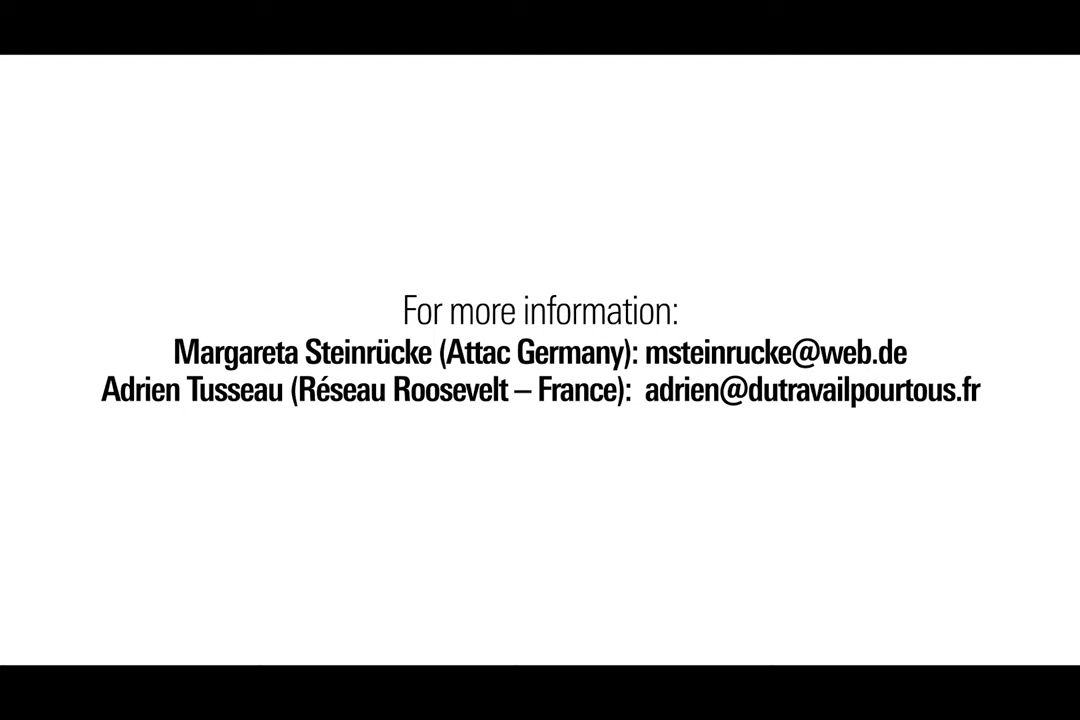 For more information:
Margareta Steinrücke (Attac Germany): msteinrucke@web.de
Adrien Tusseau (Réseau Roosevelt – France): adrien@dutravailpourtous.fr